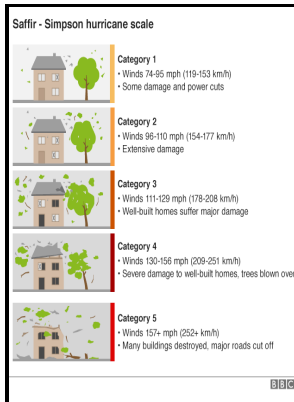 Saffir - Simpson hurricane scale
Category 1
• Winds 74-95 mph (119-153 km/h)
• Some damage and power cuts
Category 2
• Winds 96-110 mph (154-177 km/h)
• Extensive damage
Category 3
• Winds 111-129 mph (178-208 km/h)
• Well-built homes suffer major damage
Category 4
• Winds 130-156 mph (209-251 km/h)
• Severe damage to well-built homes, trees blown over
Category 5
• Winds 157+ mph (252+ km/h)
• Many buildings destroyed, major roads cut off
BBC